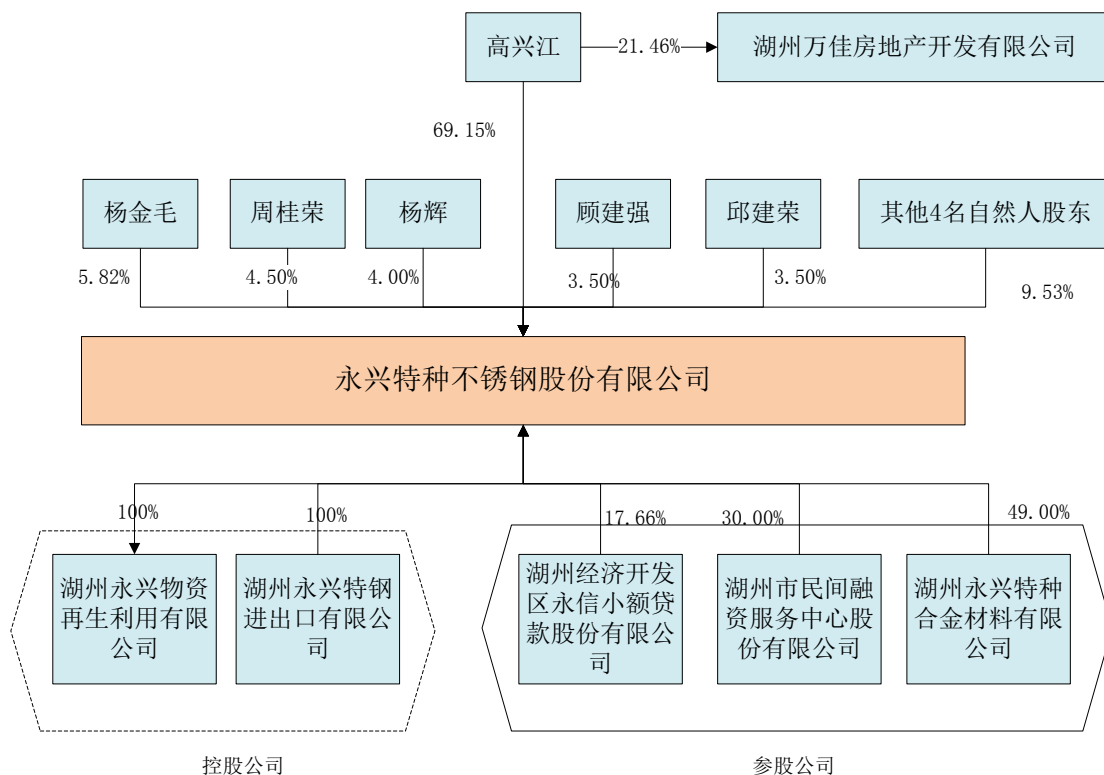 高兴江
21.46%
湖州万佳房地产开发有限公司
69.15%
杨金毛
周桂荣
杨辉
顾建强
邱建荣
其他4名自然人股东
5.82%
4.50%
4.00%
3.50%
3.50%
9.53%
永兴特种不锈钢股份有限公司
100%
100%
17.66%
30.00%
49.00%
湖州永兴物资
再生利用有限
公司
湖州永兴特钢
进出口有限公
司
湖州经济开发
区永信小额贷
款股份有限公
司
湖州市民间融
资服务中心股
份有限公司
湖州永兴特种
合金材料有限
公司
控股公司
参股公司